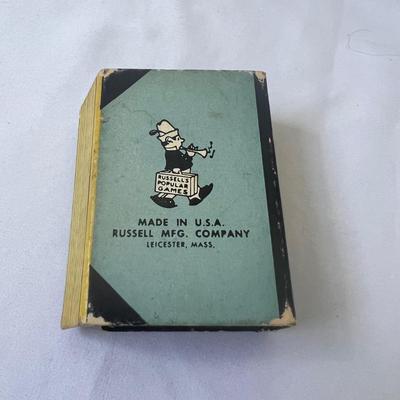 RUSSELL'S
POPULAR
GAMES
MADE IN U.S.A.
RUSSELL MFG. COMPANY
LEICESTER, MASS.